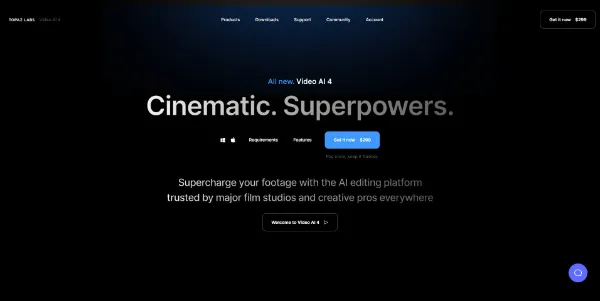 TOPAZ LABS VIDEO AI 4
Products Downloads Support Community Account
Get it now $299
All new. Video AI 4
Cinematic. Superpowers.
Requirements Features Get it now $299
Pay once, keep it forever.
Supercharge your footage with the AI editing platform
trusted by major film studios and creative pros everywhere
Welcome to Video AI 4